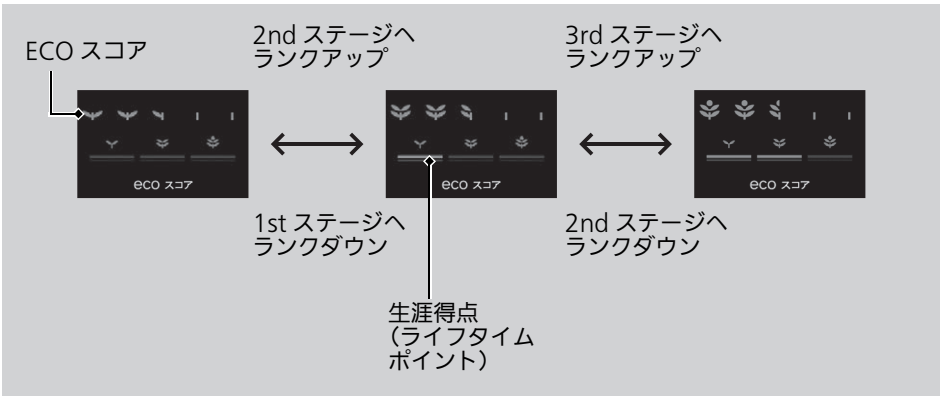 ECO スコア
2nd ステージへ
ランクアップ
3rd ステージへ
ランクアップ
eco スコア
eco スコア
eco スコア
1st ステージへ
ランクダウン
2nd ステージへ
ランクダウン
生涯得点
（ライフタイム
ポイント）